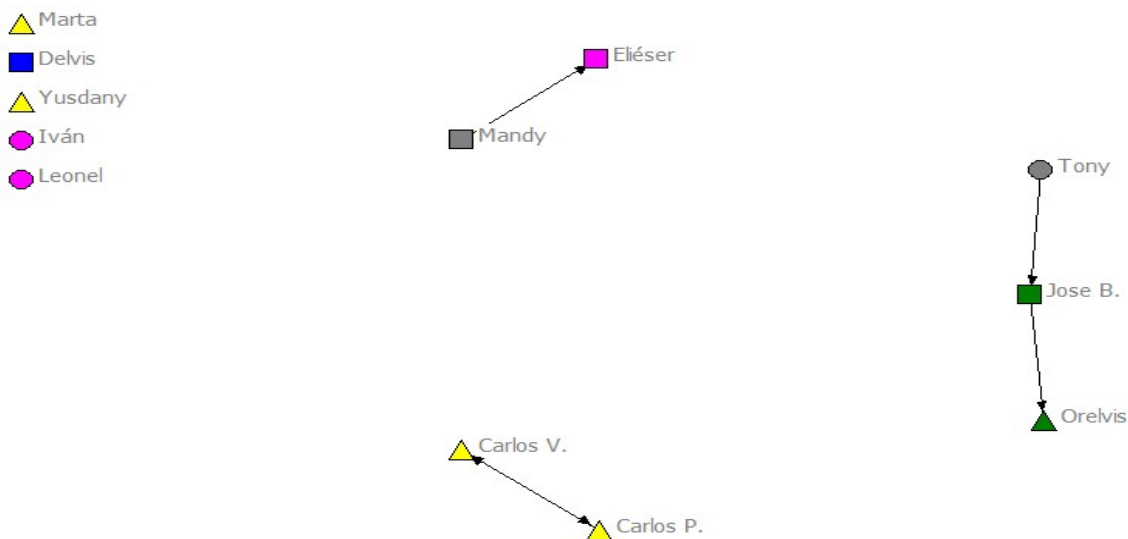 Marta
Delvis
Yusdany
Iván
Leonel
Eliéser
Mandy
Tony
Jose B.
Orelvis
Carlos V.
Carlos P.